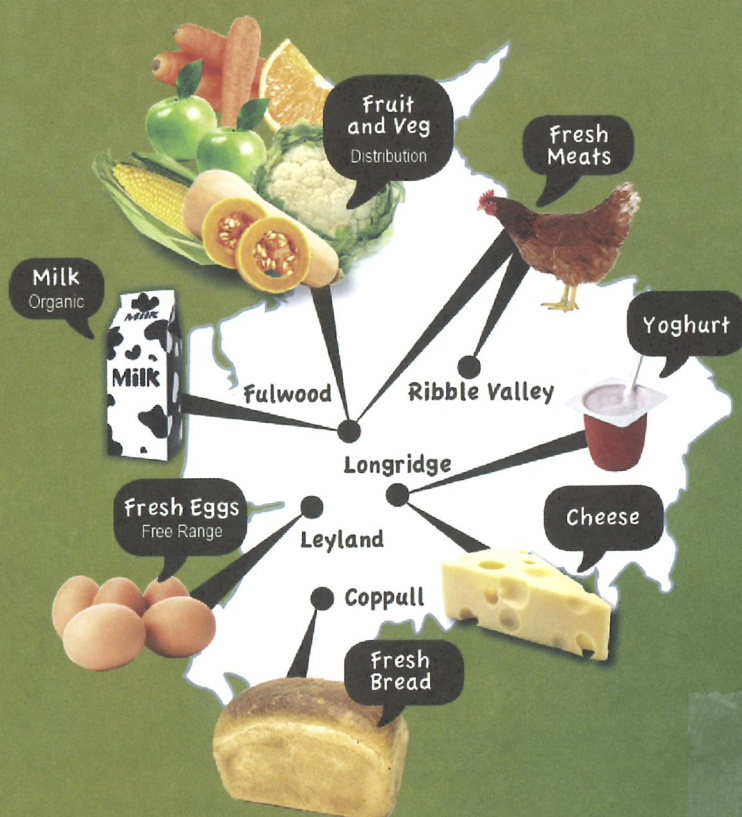 Fruit
and Veg
Distribution
Fresh
Meats
Milk
Organic
MILK
Milk
Yoghurt
Fulwood
Ribble Valley
Longridge
Fresh Eggs
Free Range
Leyland
Cheese
Coppull
Fresh
Bread